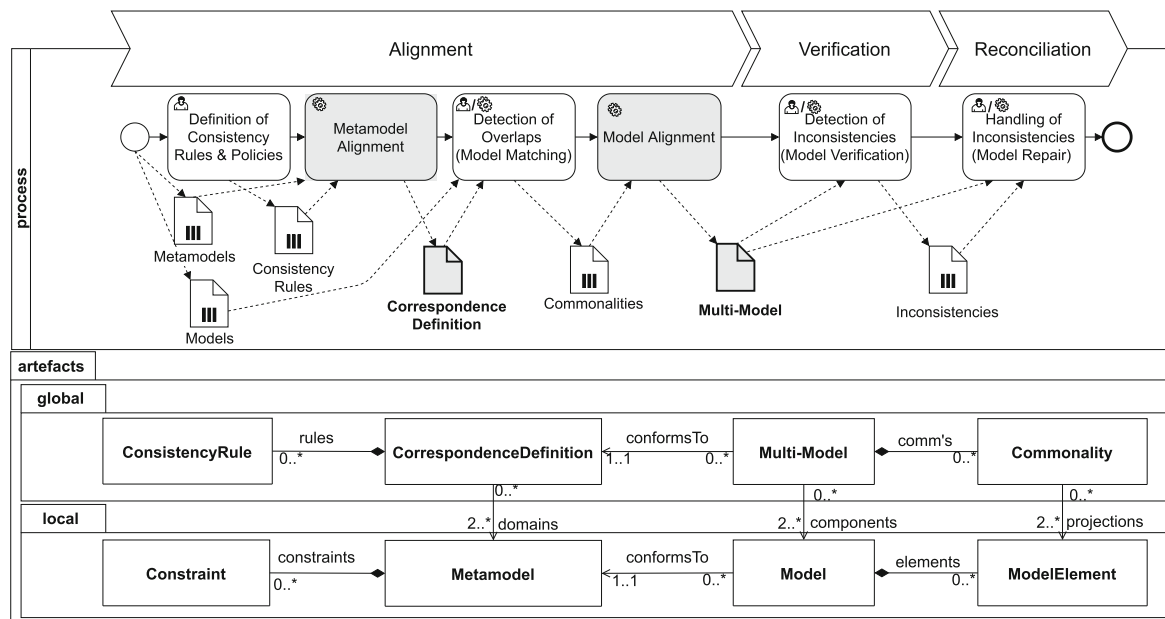 Alignment
Verification
Reconciliation
process
Definition of
Consistency
Rules & Policies
Metamodel
Alignment
Detection of
Overlaps
(Model Matching)
Model Alignment
Detection of
Inconsistencies
(Model Verification)
Handling of
Inconsistencies
(Model Repair)
/
/
/
Metamodels
Consistency
Rules
Models
Correspondence
Definition
Commonalities
Multi-Model
Inconsistencies
artefacts
global
ConsistencyRule
rules
0..*
CorrespondenceDefinition
conformsTo
1..1
0..*
Multi-Model
comm's
0..*
Commonality
0..*
0..*
0..*
local
2..* domains
2..* components
2..* projections
Constraint
constraints
0..*
Metamodel
conformsTo
1..1
0..*
Model
elements
0..*
ModelElement